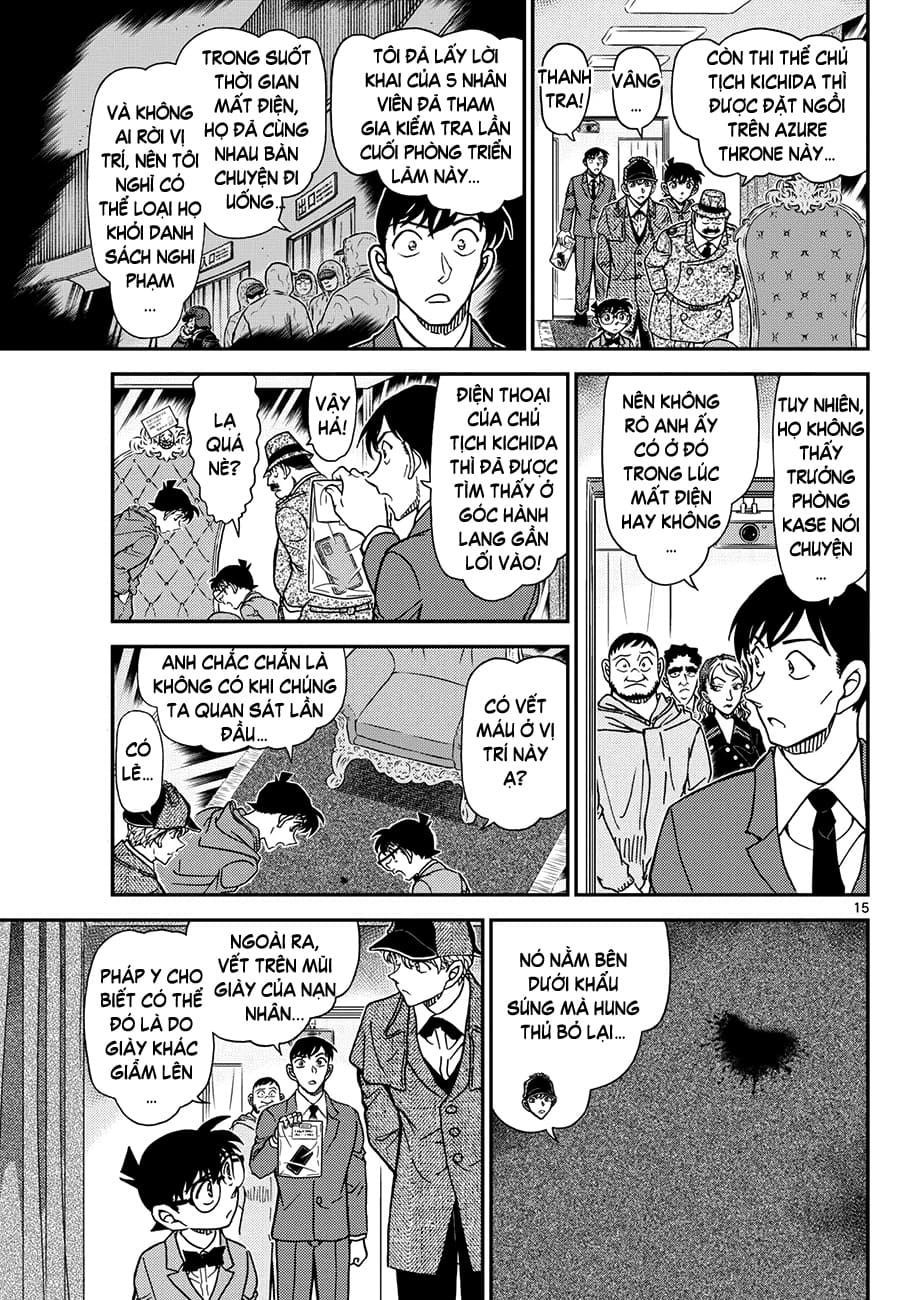 CÒN THI THỂ CHỦ
TỊCH KICHIDA THÌ
ĐƯỢC ĐẶT NGỒI
TRÊN AZURE
THRONE NÀY...
VÂNG
...
THANH
TRA!
TÔI ĐÃ LẤY LỜI
KHAI CỦA 5 NHÂN
VIÊN ĐÃ THAM
GIA KIỂM TRA LẦN
CUỐI PHÒNG TRIỂN
LÃM NÀY...
TRONG SUỐT
THỜI GIAN
MẤT ĐIỆN,
HỌ ĐÃ CÙNG
NHAU BÀN
CHUYỆN ĐI
UỐNG...
VÀ KHÔNG
AI RỜI VỊ
TRÍ, NÊN TÔI
NGHĨ CÓ
THỂ LOẠI HỌ
KHỎI DANH
SÁCH NGHI
PHẠM
...
出口
出口
TUY NHIÊN,
HỌ KHÔNG
THẤY
TRƯỞNG
PHÒNG
KASE NÓI
CHUYỆN
...
NÊN KHÔNG
RÕ ANH ẤY
CÓ Ở ĐÓ
TRONG LÚC
MẤT ĐIỆN
HAY KHÔNG
...
ĐIỆN THOẠI
CỦA CHỦ
TỊCH KICHIDA
THÌ ĐÃ ĐƯỢC
TÌM THẤY Ở
GÓC HÀNH
LANG GẦN
LỐI VÀO!
VẬY
HẢ!
LẠ
QUÁ
NÊ?
CÓ VẾT
MÁU Ở VỊ
TRÍ NÀY
Ạ?
ANH CHẮC CHẮN LÀ
KHÔNG CÓ KHI CHÚNG
TA QUAN SÁT LẦN
ĐẦU...
CÓ
LẼ...
15
NÓ NẰM BÊN
DƯỚI KHẨU
SÚNG MÀ HUNG
THỦ BỎ LẠI...
NGOÀI RA,
VẾT TRÊN MŨI
GIÀY CỦA NẠN
NHÂN...
PHÁP Y CHO
BIẾT CÓ THỂ
ĐÓ LÀ DO
GIÀY KHÁC
GIẪM LÊN
...